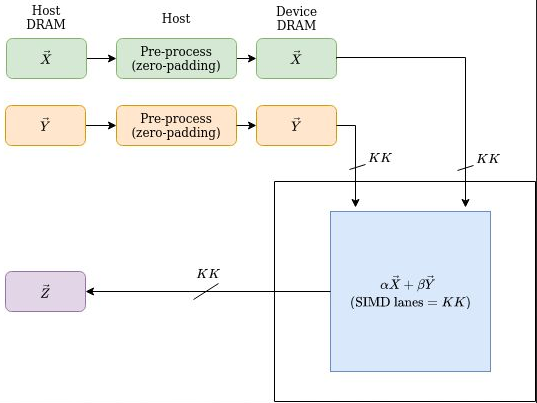 Host
DRAM
Host
Device
DRAM
$\vec{X}$
Pre-process
(zero-padding)
$\vec{X}$
$\vec{Y}$
Pre-process
(zero-padding)
$\vec{Y}$
KK
KK
KK
$\vec{Z}$
$\alpha\vec{X} + \beta\vec{Y}$
(SIMD lanes = KK)